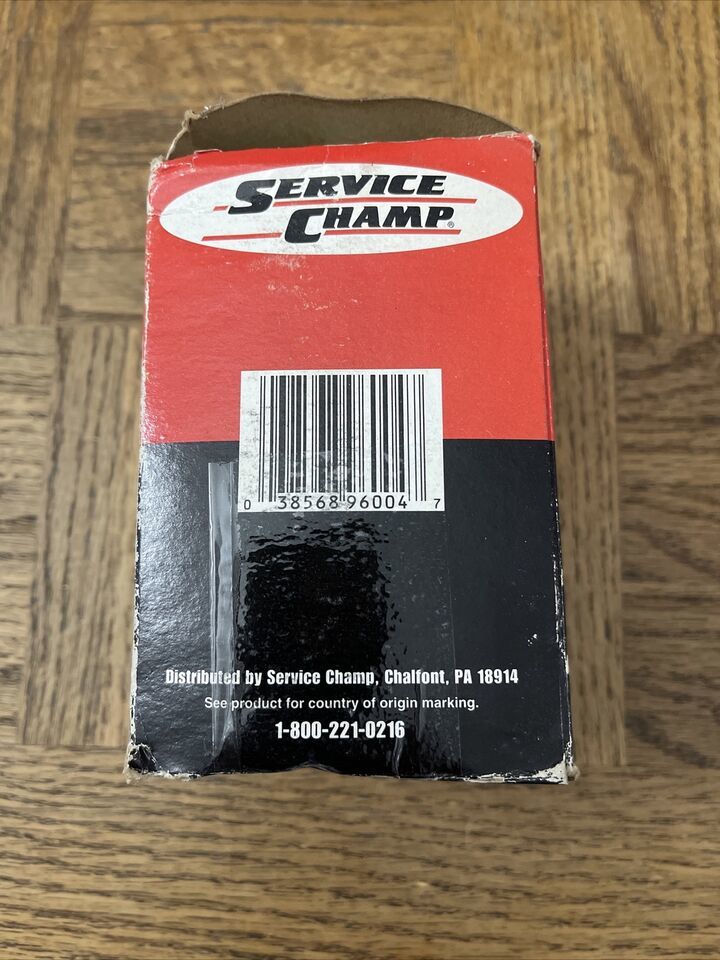 SERVICE
CHAMP®
0 38568 96004 7
Distributed by Service Champ, Chalfont, PA 18914
See product for country of origin marking.
1-800-221-0216